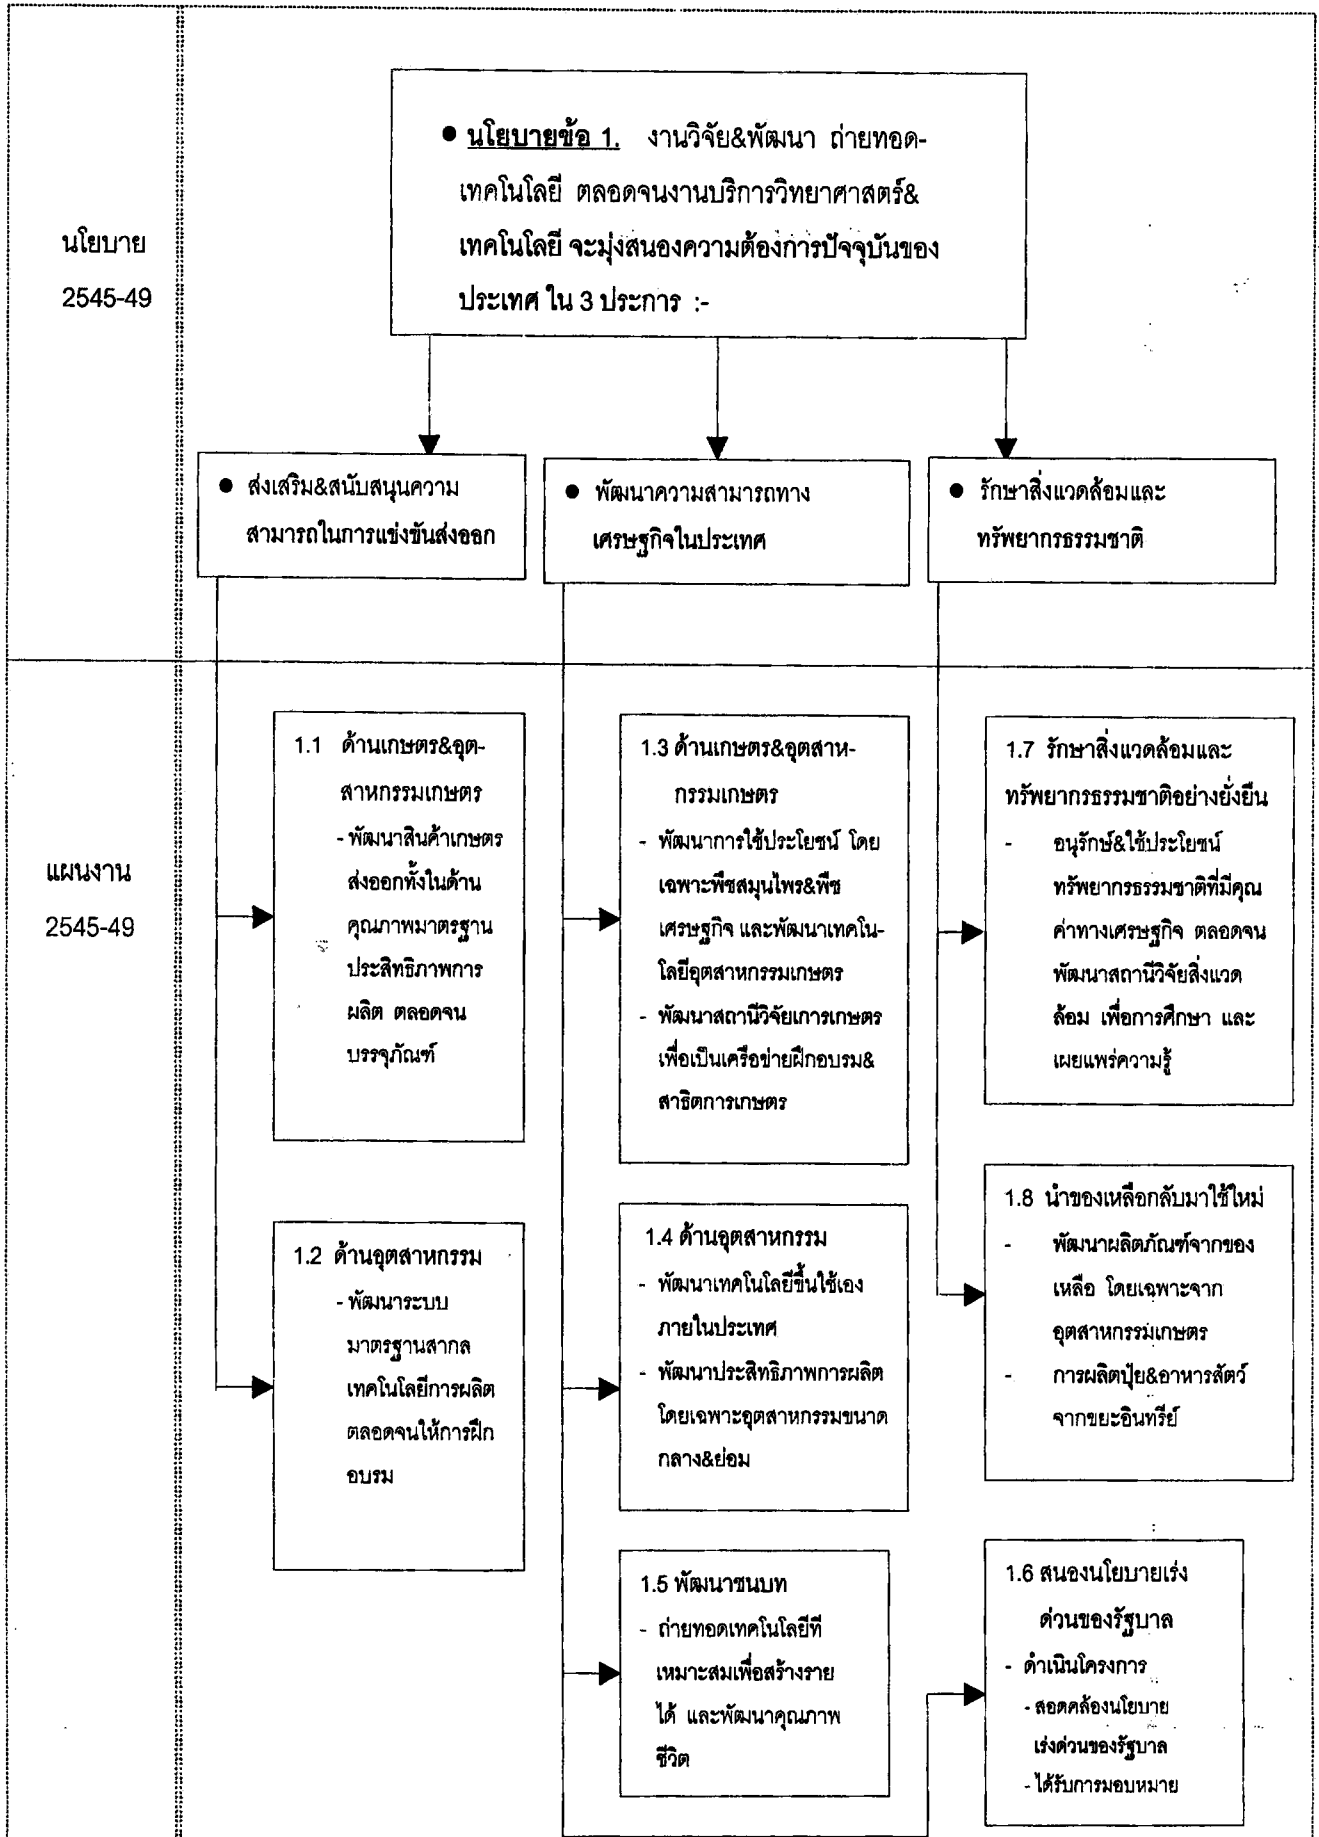 นโยบาย
2545-49
● นโยบายข้อ 1. งานวิจัย&พัฒนา ถ่ายทอด-
เทคโนโลยี ตลอดจนงานบริการวิทยาศาสตร์&
เทคโนโลยี จะมุ่งสนองความต้องการปัจจุบันของ
ประเทศ ใน 3 ประการ :-
● ส่งเสริม&สนับสนุนความ
สามารถในการแข่งขันส่งออก
● พัฒนาความสามารถทาง
เศรษฐกิจในประเทศ
● รักษาสิ่งแวดล้อมและ
ทรัพยากรธรรมชาติ
แผนงาน
2545-49
1.1 ด้านเกษตร&อุต-
สาหกรรมเกษตร
- พัฒนาสินค้าเกษตร
ส่งออกทั้งในด้าน
คุณภาพมาตรฐาน
ประสิทธิภาพการ
ผลิต ตลอดจน
บรรจุภัณฑ์
1.2 ด้านอุตสาหกรรม
- พัฒนาระบบ
มาตรฐานสากล
เทคโนโลยีการผลิต
ตลอดจนให้การฝึก
อบรม
1.3 ด้านเกษตร&อุตสาห-
กรรมเกษตร
- พัฒนาการใช้ประโยชน์ โดย
เฉพาะพืชสมุนไพร&พืช
เศรษฐกิจ และพัฒนาเทคโน-
โลยีอุตสาหกรรมเกษตร
- พัฒนาสถานีวิจัยเการเกษตร
เพื่อเป็นเครือข่ายฝึกอบรม&
สาธิตการเกษตร
1.4 ด้านอุตสาหกรรม
- พัฒนาเทคโนโลยีขึ้นใช้เอง
ภายในประเทศ
- พัฒนาประสิทธิภาพการผลิต
โดยเฉพาะอุตสาหกรรมขนาด
กลาง&ย่อม
1.5 พัฒนาชนบท
- ถ่ายทอดเทคโนโลยีที่
เหมาะสมเพื่อสร้างราย
ได้ และพัฒนาคุณภาพ
ชีวิต
1.7 รักษาสิ่งแวดล้อมและ
ทรัพยากรธรรมชาติอย่างยั่งยืน
- อนุรักษ์&ใช้ประโยชน์
ทรัพยากรธรรมชาติที่มีคุณ
ค่าทางเศรษฐกิจ ตลอดจน
พัฒนาสถานีวิจัยสิ่งแวด
ล้อม เพื่อการศึกษา และ
เผยแพร่ความรู้
1.8 นำของเหลือกลับมาใช้ใหม่
- พัฒนาผลิตภัณฑ์จากของ
เหลือ โดยเฉพาะจาก
อุตสาหกรรมเกษตร
- การผลิตปุ๋ย&อาหารสัตว์
จากขยะอินทรีย์
1.6 สนองนโยบายเร่ง
ด่วนของรัฐบาล
- ดำเนินโครงการ
- สอดคล้องนโยบาย
เร่งด่วนของรัฐบาล
- ได้รับการมอบหมาย